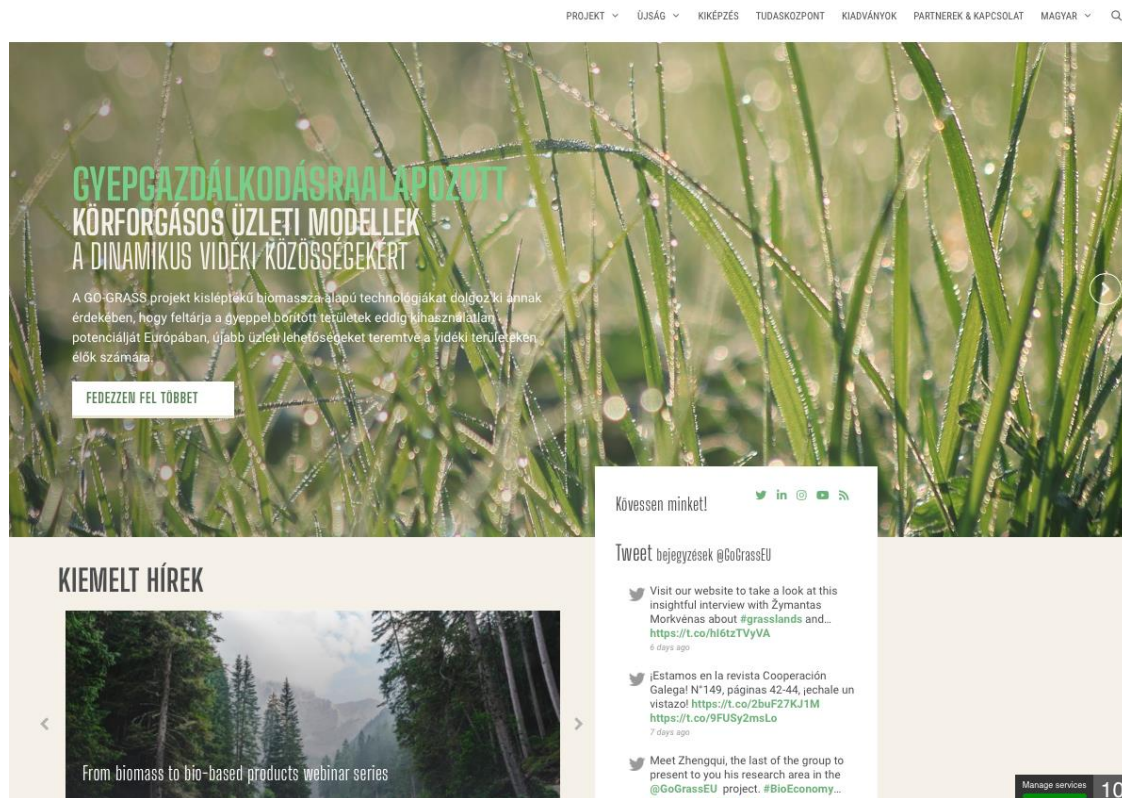 PROJEKT ÙJSÁG KIKÉPZÉS TUDASKOZPONT KIADVÁNYOK PARTNEREK & KAPCSOLAT MAGYAR
GYEPGAZDÁLKODÁSRAALAPOZOTT
KÖRFORGÁSOS ÜZLETI MODELLEK
A DINAMIKUS VIDÉKI KÖZÖSSÉGEKÉRT
A GO-GRASS projekt kisléptékű biomassza-alapú technológiákat dolgoz ki annak
érdekében, hogy feltárja a gyeppel borított területek eddig kihasználatlan
potenciálját Európában, újabb üzleti lehetőségeket teremtve a vidéki területeken
élők számára.
FEDEZZEN FEL TÖBBET
Kövessen minket!
Tweet bejegyzések @GoGrassEU
Visit our website to take a look at this
insightful interview with Žymantas
Morkvėnas about #grasslands and…
https://t.co/hI6tzTVyVA
6 days ago
¡Estamos en la revista Cooperación
Galega! N°149, páginas 42-44, ¡echale un
vistazo! https://t.co/2buF27KJ1M
https://t.co/9FUSy2msLo
7 days ago
Meet Zhengqui, the last of the group to
present to you his research area in the
@GoGrassEU project. #BioEconomy…
KIEMELT HÍREK
From biomass to bio-based products webinar series
Manage services
10